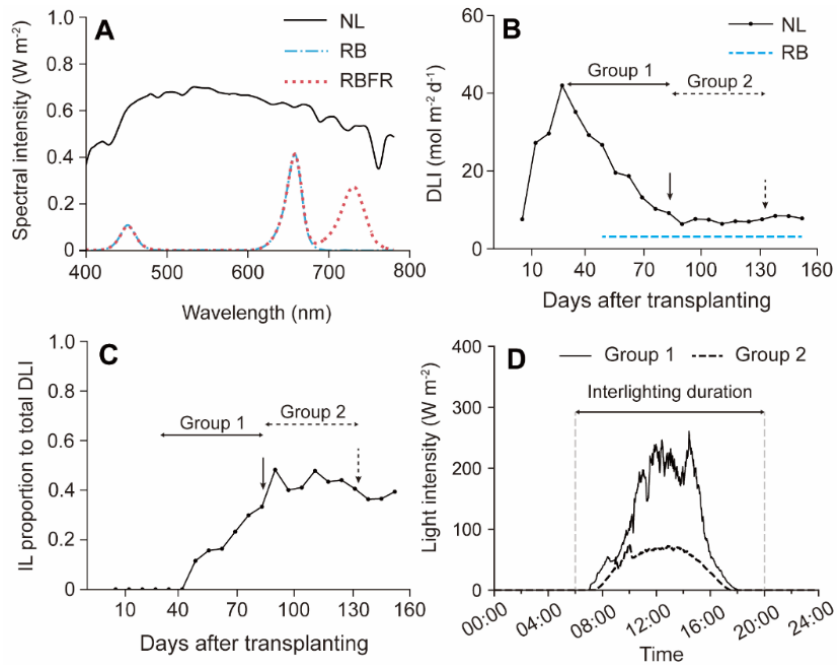 A
NL
RB
RBFR
Spectral intensity (W m-2)
1.0
0.8
0.6
0.4
0.2
0
400
500
600
700
800
Wavelength (nm)
B
NL
RB
Group 1
Group 2
DLI (mol m-2 d-1)
60
40
20
0
10
40
70
100
130
160
Days after transplanting
C
Group 1
Group 2
IL proportion to total DLI
1.0
0.8
0.6
0.4
0.2
0
10
40
70
100
130
160
Days after transplanting
D
Group 1
Group 2
Interlighting duration
Light intensity (W m-2)
400
300
200
100
0
00:00
04:00
08:00
12:00
16:00
20:00
24:00
Time